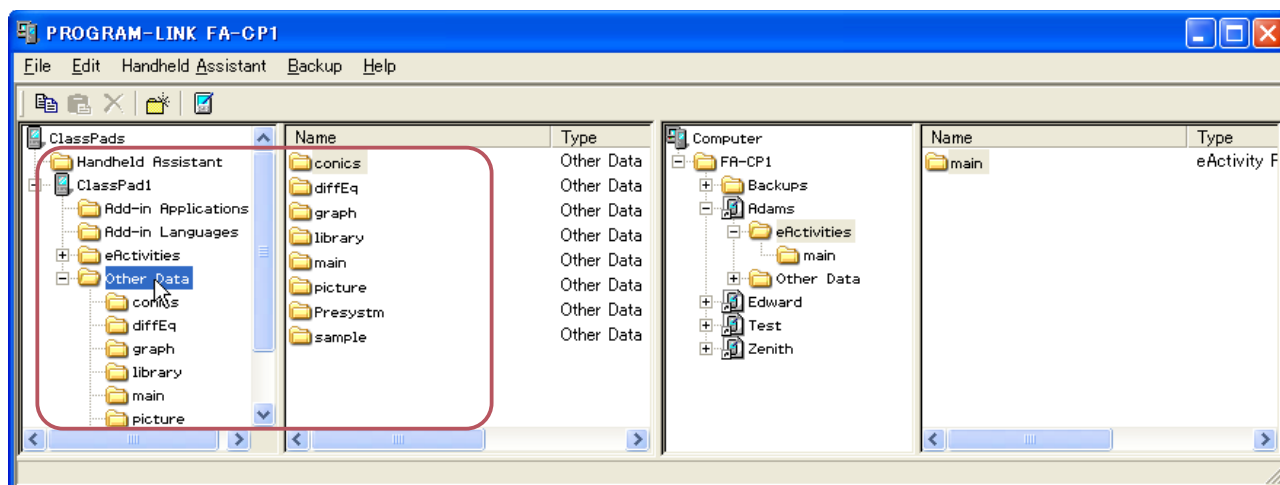 PROGRAM-LINK FA-CP1
File Edit Handheld Assistant Backup Help
ClassPads
Handheld Assistant
ClassPad1
Add-in Applications
Add-in Languages
eActivities
Other Data
conics
diffEq
graph
library
main
picture
Name Type
conics Other Data
diffEq Other Data
graph Other Data
library Other Data
main Other Data
picture Other Data
Presystm Other Data
sample Other Data
Computer
FA-CP1
Backups
Adams
eActivities
main
Other Data
Edward
Test
Zenith
Name Type
main eActivity F